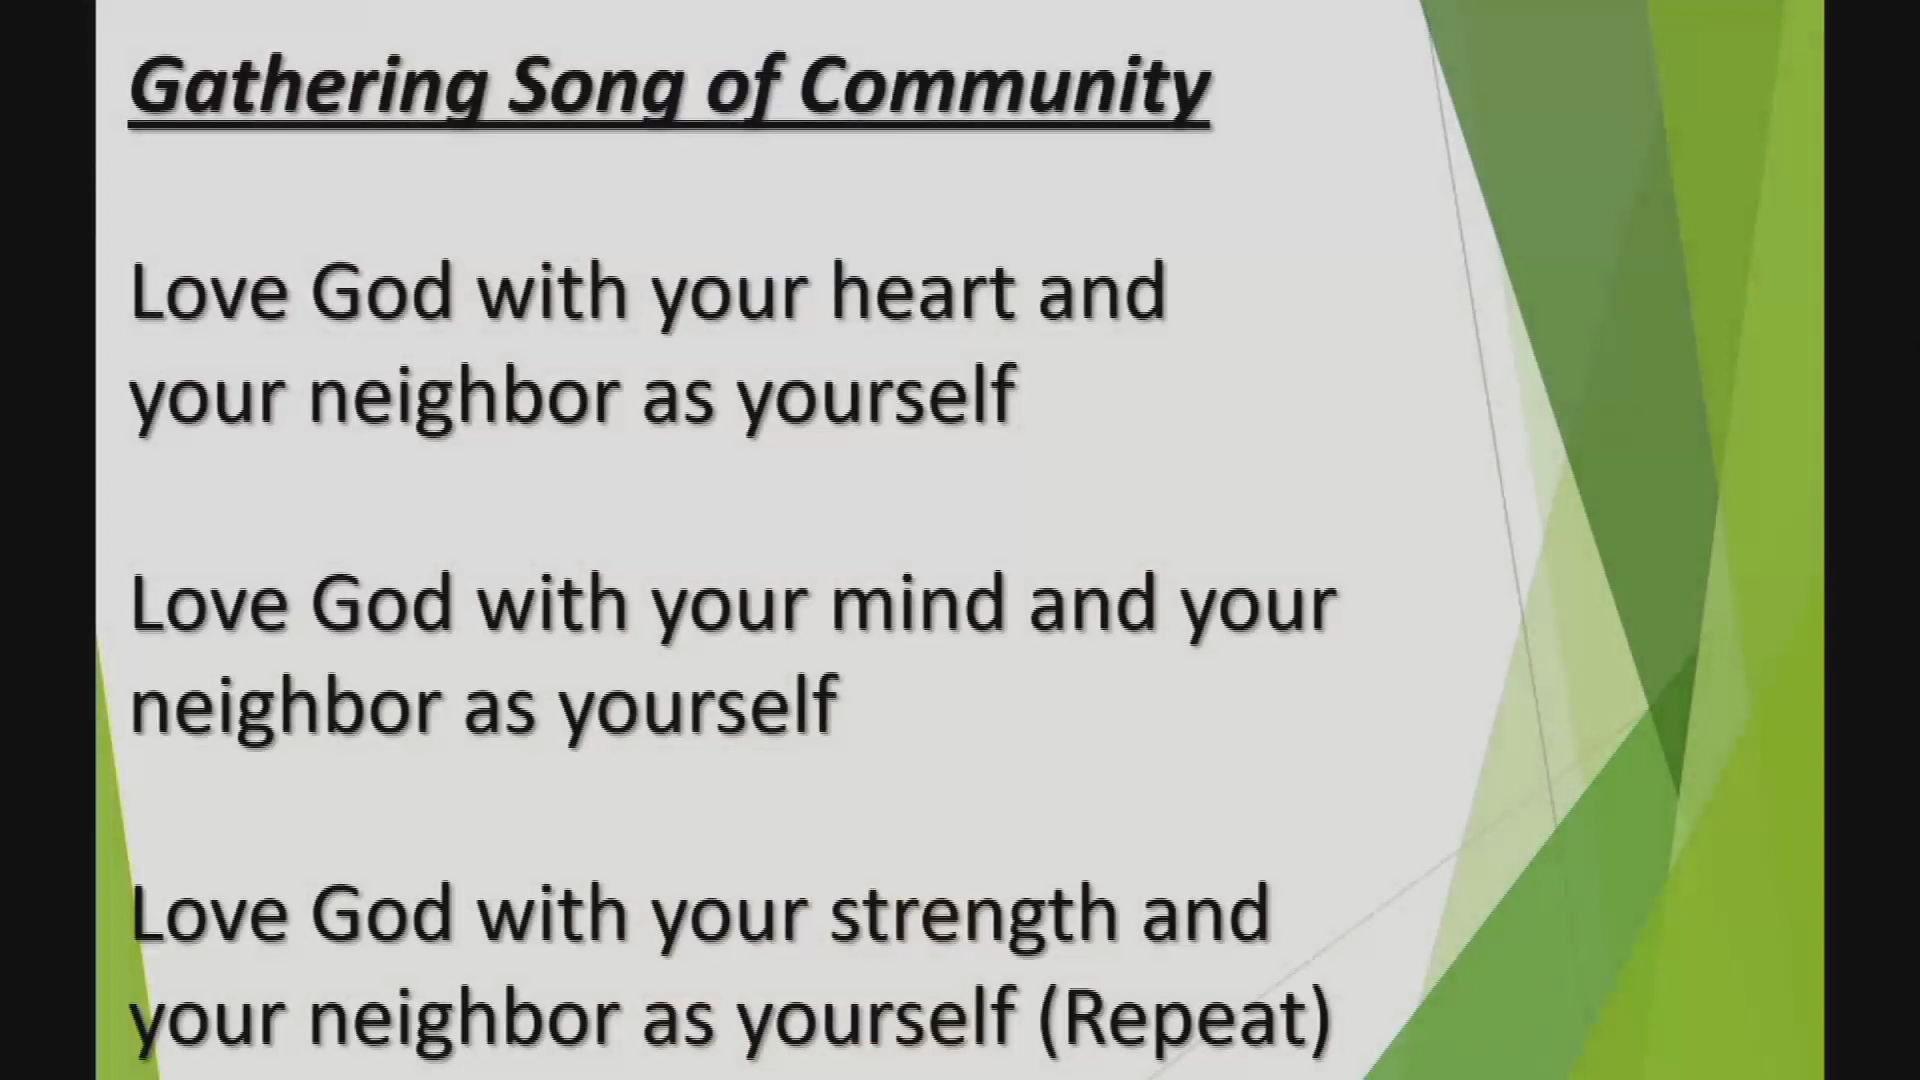 Gathering Song of Community
Love God with your heart and
your neighbor as yourself
Love God with your mind and your
neighbor as yourself
Love God with your strength and
your neighbor as yourself (Repeat)